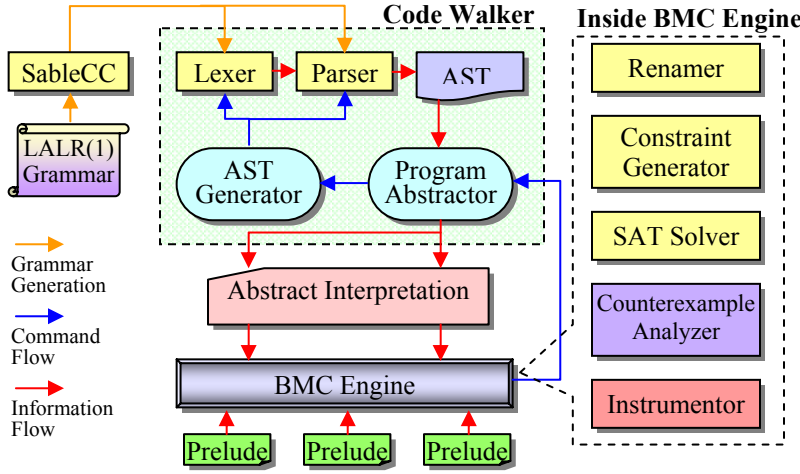 Code Walker
Inside BMC Engine
SableCC
Lexer
Parser
AST
LALR(1)
Grammar
AST
Generator
Program
Abstractor
Grammar
Generation
Command
Flow
Information
Flow
Abstract Interpretation
BMC Engine
Prelude
Prelude
Prelude
Renamer
Constraint
Generator
SAT Solver
Counterexample
Analyzer
Instrumentor